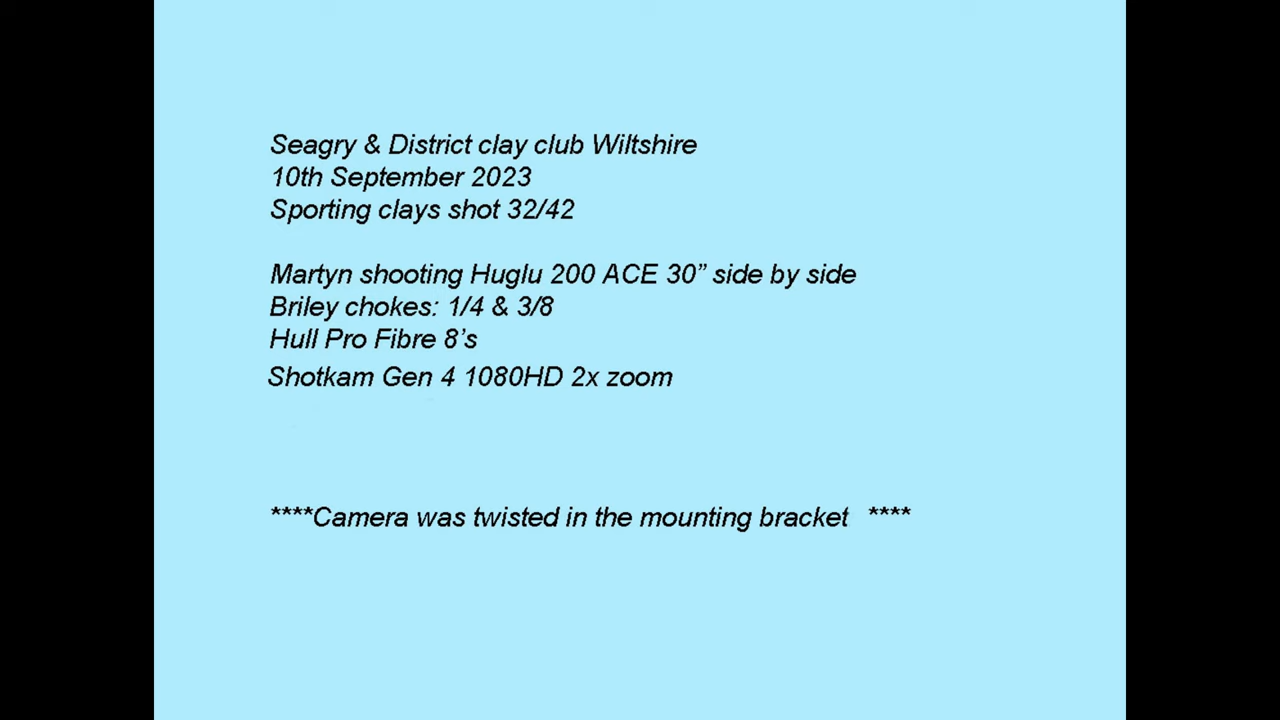 Seagry & District clay club Wiltshire
10th September 2023
Sporting clays shot 32/42
Martyn shooting Huglu 200 ACE 30” side by side
Briley chokes: 1/4 & 3/8
Hull Pro Fibre 8’s
Shotkam Gen 4 1080HD 2x zoom
****Camera was twisted in the mounting bracket ****